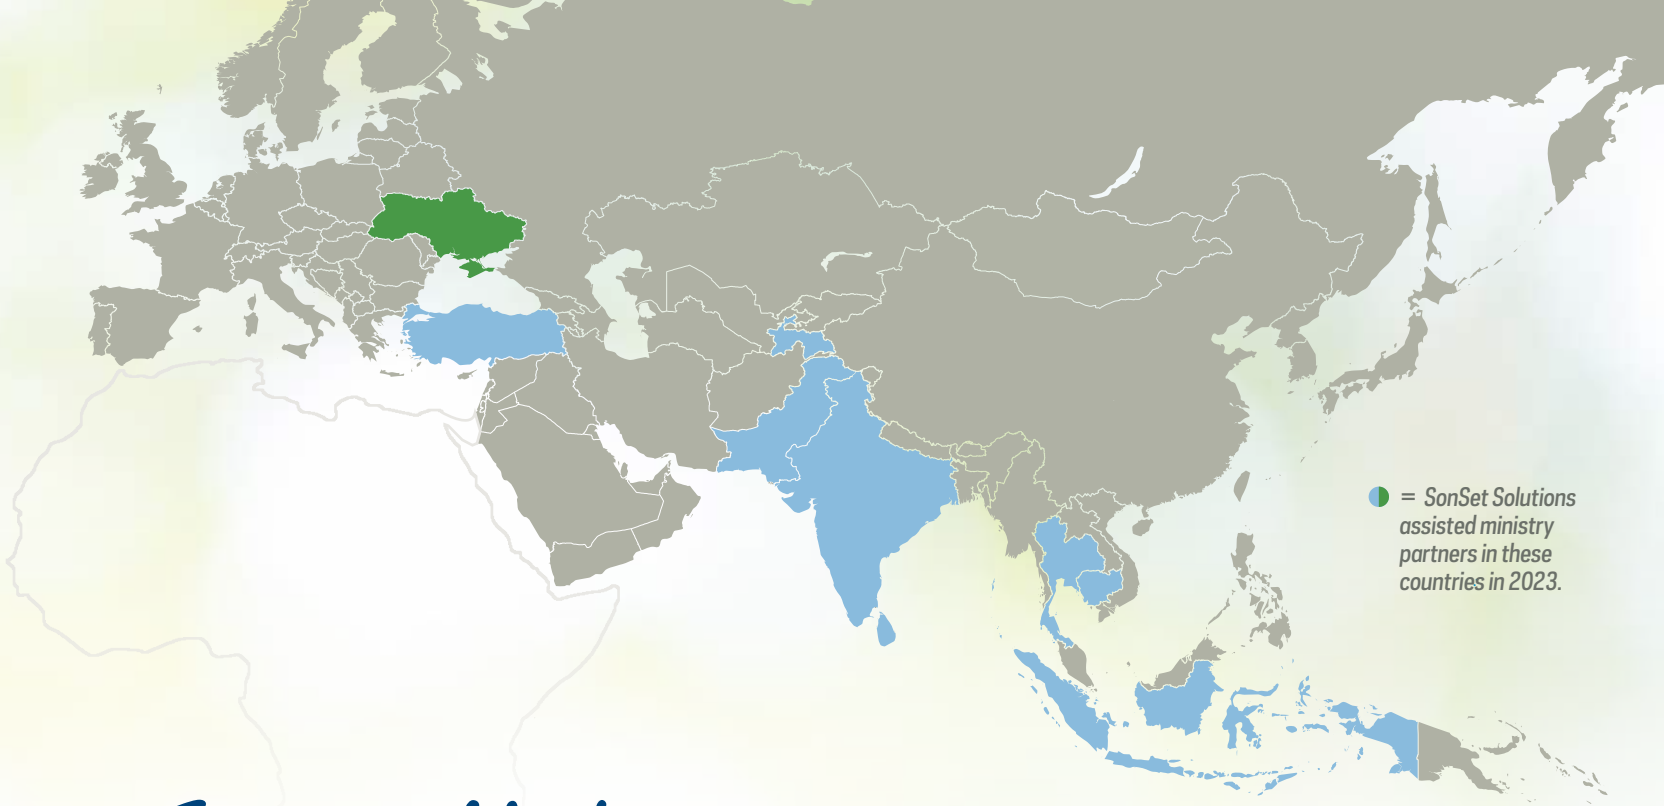 = SonSet Solutions
assisted ministry
partners in these
countries in 2023.